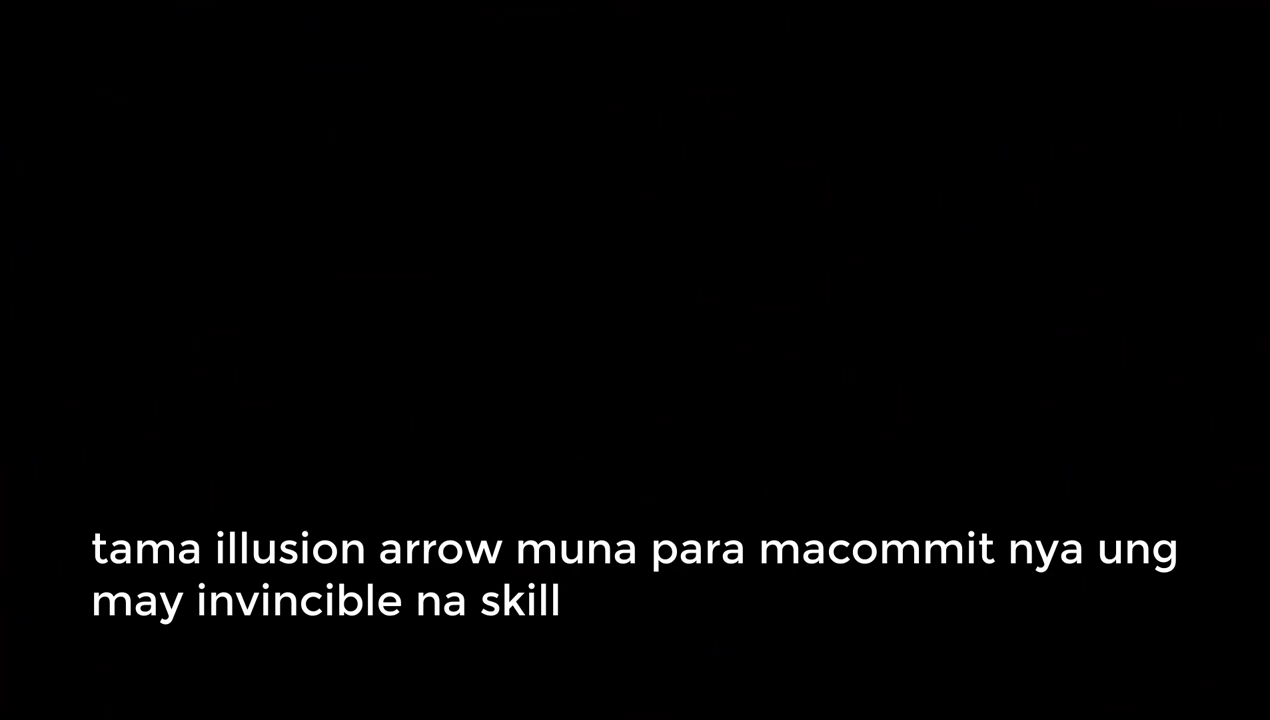 tama illusion arrow muna para macommit nya ung
may invincible na skill